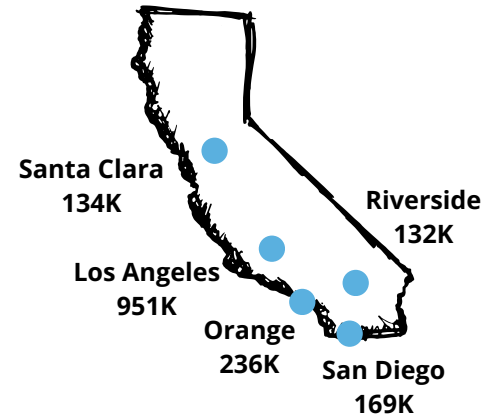 Santa Clara
134K
Riverside
132K
Los Angeles
951K
Orange
236K
San Diego
169K